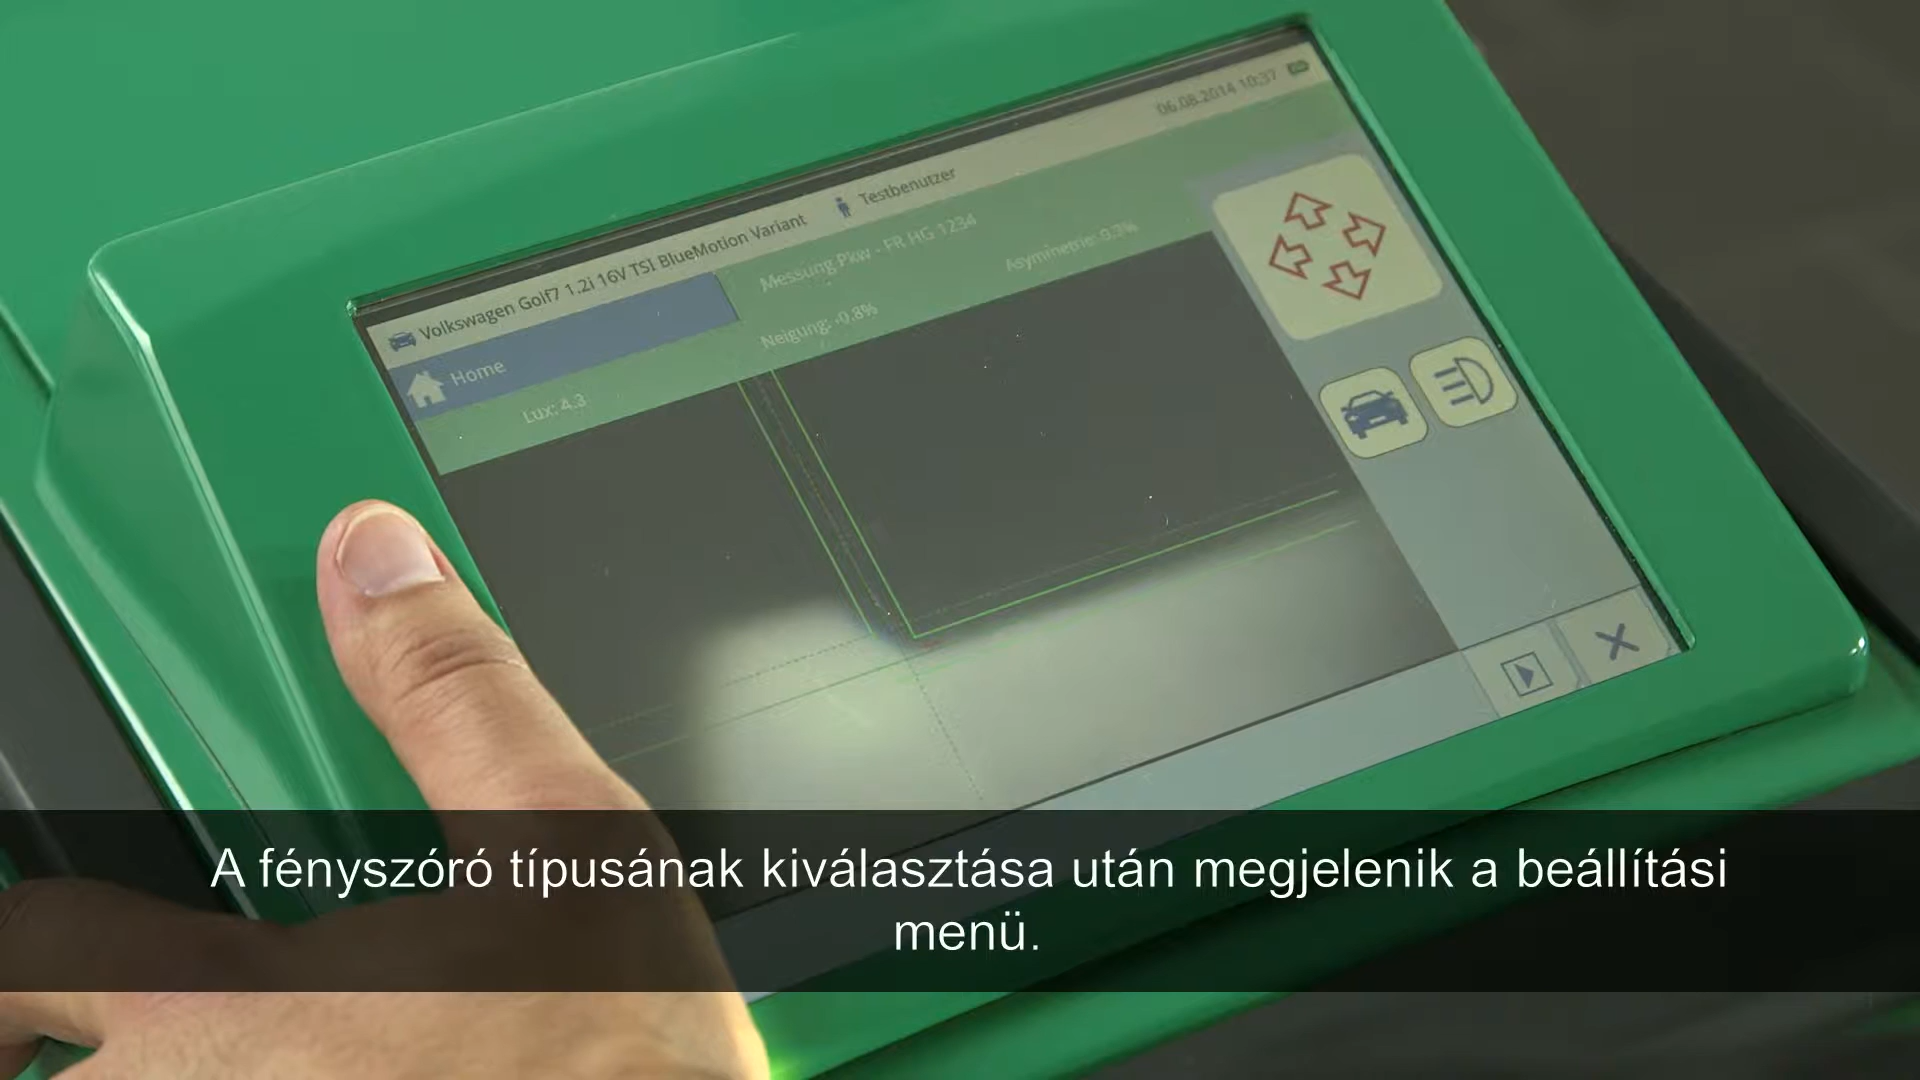 06.08.2014 10:37
Volkswagen Golf7 1.2i 16V TSI BlueMotion Variant
Testbenutzer
Home
Messung Pkw - FR HG 1234
Lux: 4.3
Neigung: -0.8%
Asymmetrie: 0.3%
A fényszóró típusának kiválasztása után megjelenik a beállítási
menü.